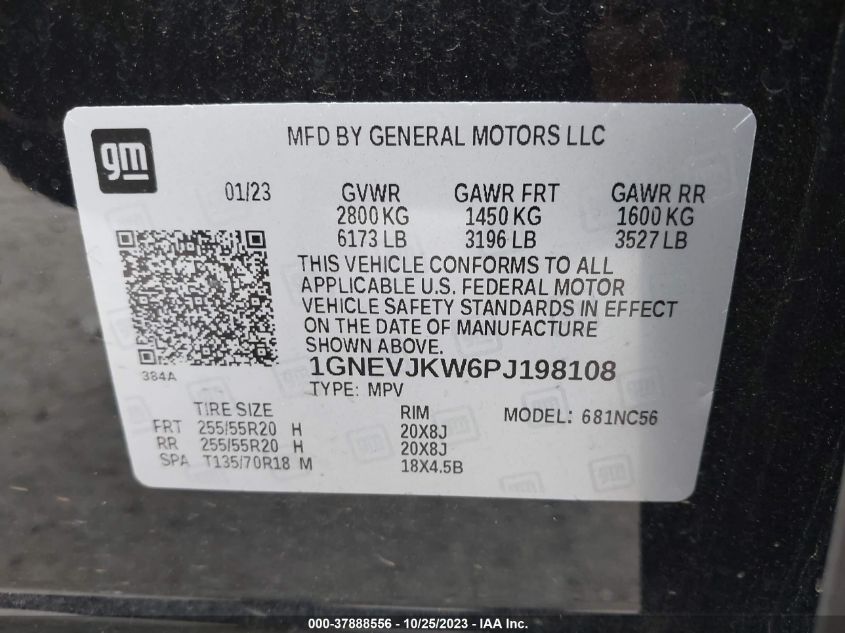 gm
MFD BY GENERAL MOTORS LLC
01/23 GVWR GAWR FRT GAWR RR
2800 KG 1450 KG 1600 KG
6173 LB 3196 LB 3527 LB
THIS VEHICLE CONFORMS TO ALL
APPLICABLE U.S. FEDERAL MOTOR
VEHICLE SAFETY STANDARDS IN EFFECT
ON THE DATE OF MANUFACTURE
SHOWN ABOVE.
384A 1GNEVJKW6PJ198108
TYPE: MPV
TIRE SIZE RIM MODEL: 681NC56
FRT 255/55R20 H 20X8J
RR 255/55R20 H 20X8J
SPA T135/70R18 M 18X4.5B
000-37888556 - 10/25/2023 - IAA Inc.